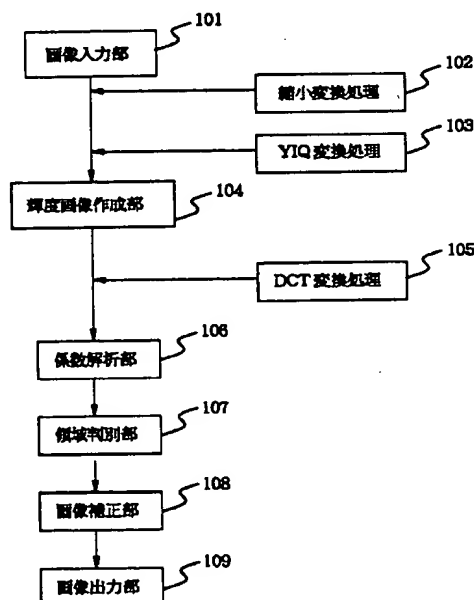 101
画像入力部
102
縮小変換処理
103
YIQ変換処理
輝度画像作成部
104
105
DCT変換処理
106
係数解析部
107
領域判別部
108
画像補正部
109
画像出力部